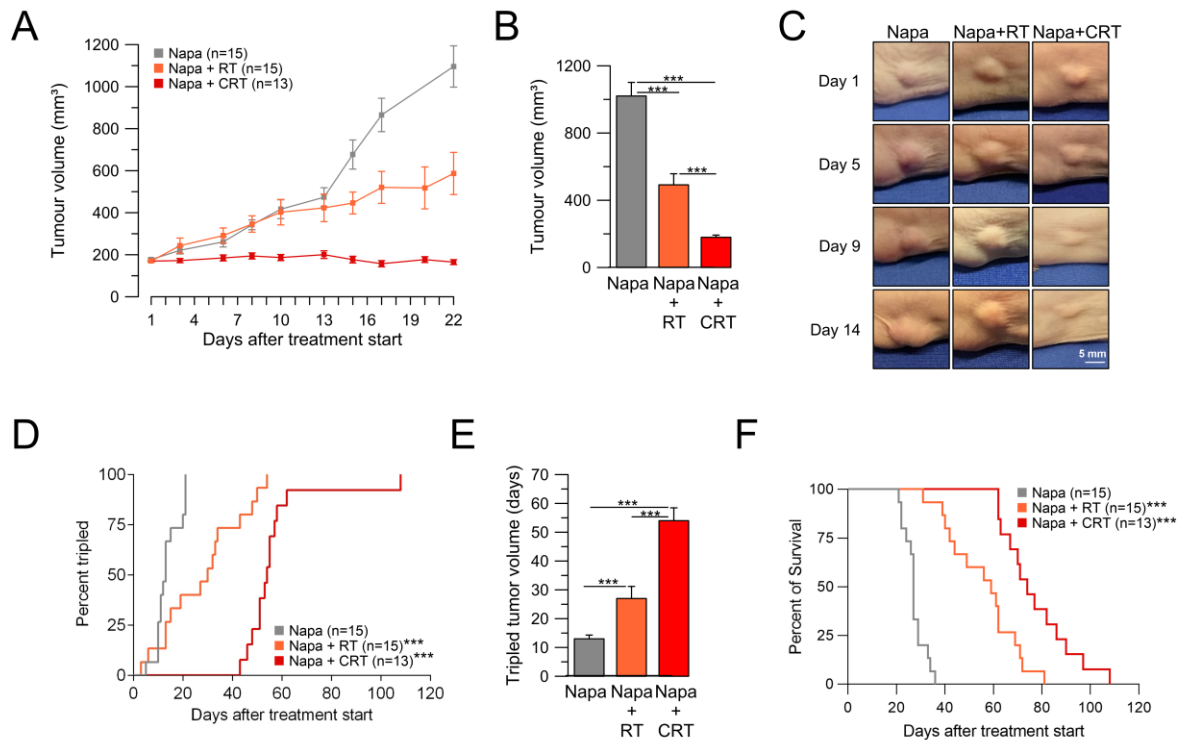 A
Napa (n=15)
Napa + RT (n=15)
Napa + CRT (n=13)
Tumour volume (mm³)
1200
1000
800
600
400
200
0
1 4 7 10 13 16 19 22
Days after treatment start
B
Tumour volume (mm³)
1200
800
400
0
***
***
***
Napa
Napa + RT
Napa + CRT
C
Napa Napa+RT Napa+CRT
Day 1
Day 5
Day 9
Day 14
5 mm
D
Percent tripled
100
75
50
25
0
Napa (n=15)
Napa + RT (n=15)***
Napa + CRT (n=13)***
0 20 40 60 80 100 120
Days after treatment start
E
Tripled tumor volume (days)
70
60
50
40
30
20
10
0
***
***
***
Napa
Napa + RT
Napa + CRT
F
Percent of Survival
100
75
50
25
0
Napa (n=15)
Napa + RT (n=15)***
Napa + CRT (n=13)***
0 20 40 60 80 100 120
Days after treatment start